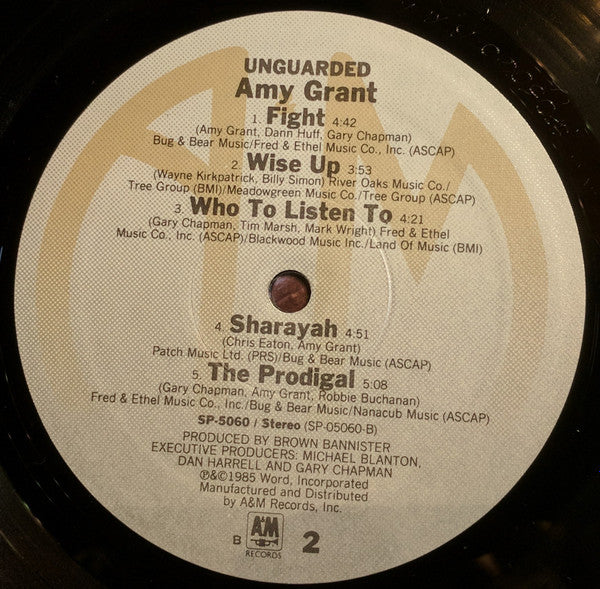 UNGUARDED
Amy Grant
1. Fight 4:42
(Amy Grant, Dann Huff, Gary Chapman)
Bug & Bear Music/Fred & Ethel Music Co., Inc. (ASCAP)
2. Wise Up 3:53
(Wayne Kirkpatrick, Billy Simon) River Oaks Music Co./
Tree Group (BMI)/Meadowgreen Music Co./Tree Group (ASCAP)
3. Who To Listen To 4:21
(Gary Chapman, Tim Marsh, Mark Wright) Fred & Ethel
Music Co., Inc. (ASCAP)/Blackwood Music Inc./Land Of Music (BMI)
4. Sharayah 4:51
(Chris Eaton, Amy Grant)
Patch Music Ltd. (PRS)/Bug & Bear Music (ASCAP)
5. The Prodigal 5:08
(Gary Chapman, Amy Grant, Robbie Buchanan)
Fred & Ethel Music Co., Inc./Bug & Bear Music/Nanacub Music (ASCAP)
SP-5060 / Stereo (SP-05060-B)
PRODUCED BY BROWN BANNISTER
EXECUTIVE PRODUCERS: MICHAEL BLANTON,
DAN HARRELL AND GARY CHAPMAN
℗&©1985 Word, Incorporated
Manufactured and Distributed
by A&M Records, Inc.
B A&M RECORDS 2